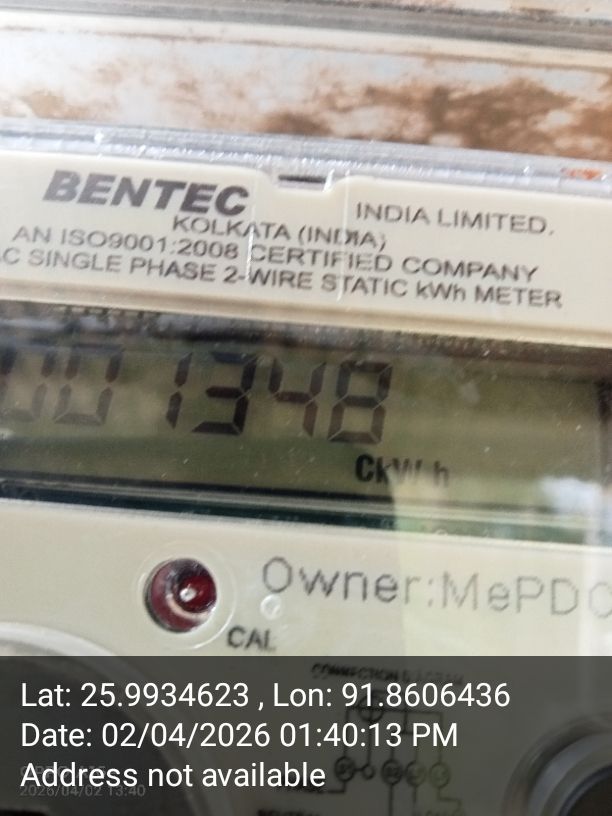 BENTEC
INDIA LIMITED.
KOLKATA (INDIA)
AN ISO9001:2008 CERTIFIED COMPANY
SINGLE PHASE 2-WIRE STATIC kWh METER
001348
CkW h
Owner:MePDC
CAL
Lat: 25.9934623 , Lon: 91.8606436
Date: 02/04/2026 01:40:13 PM
Address not available
2026/04/02 13:40